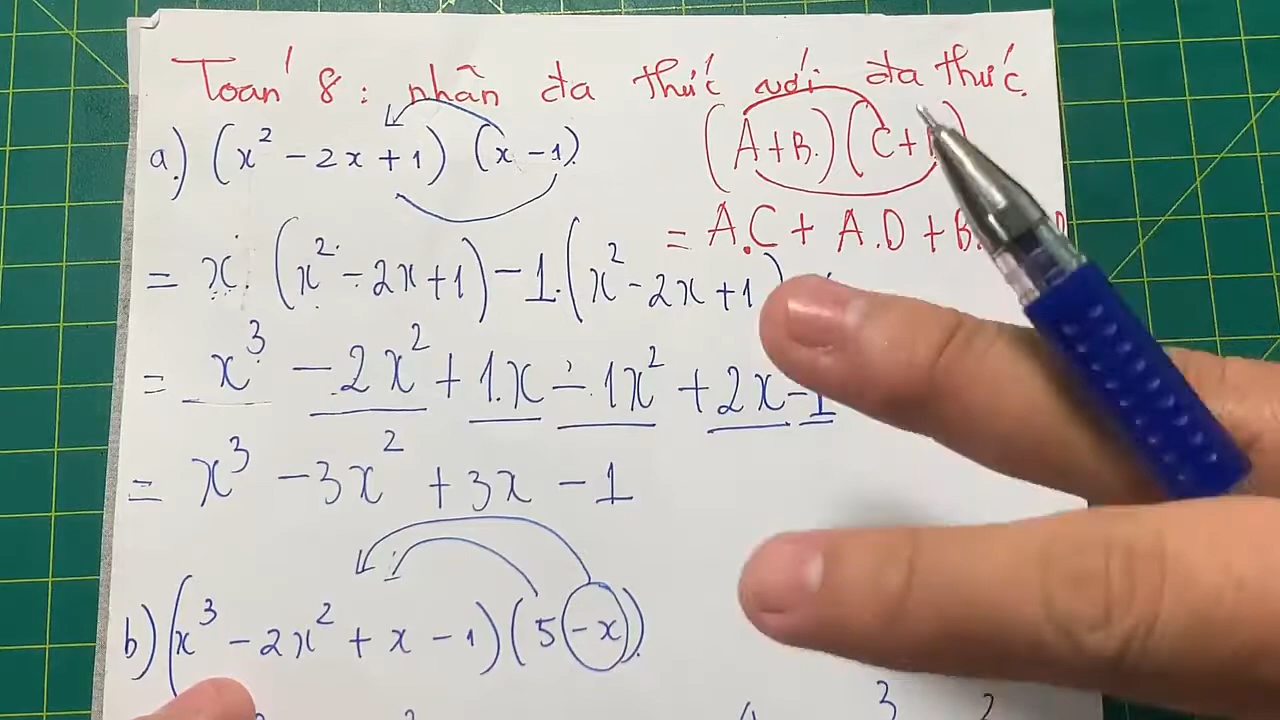 Toán 8: nhân đa thức với đa thức.
a.) (x² - 2x + 1) (x - 1)
(A + B.)(C +
= A.C + A.D + B.
= x. (x² - 2x + 1) - 1.(x² - 2x + 1)
= x³ - 2x² + 1.x - 1x² + 2x - 1
= x³ - 3x² + 3x - 1
b) (x³ - 2x² + x - 1)(5 - x)